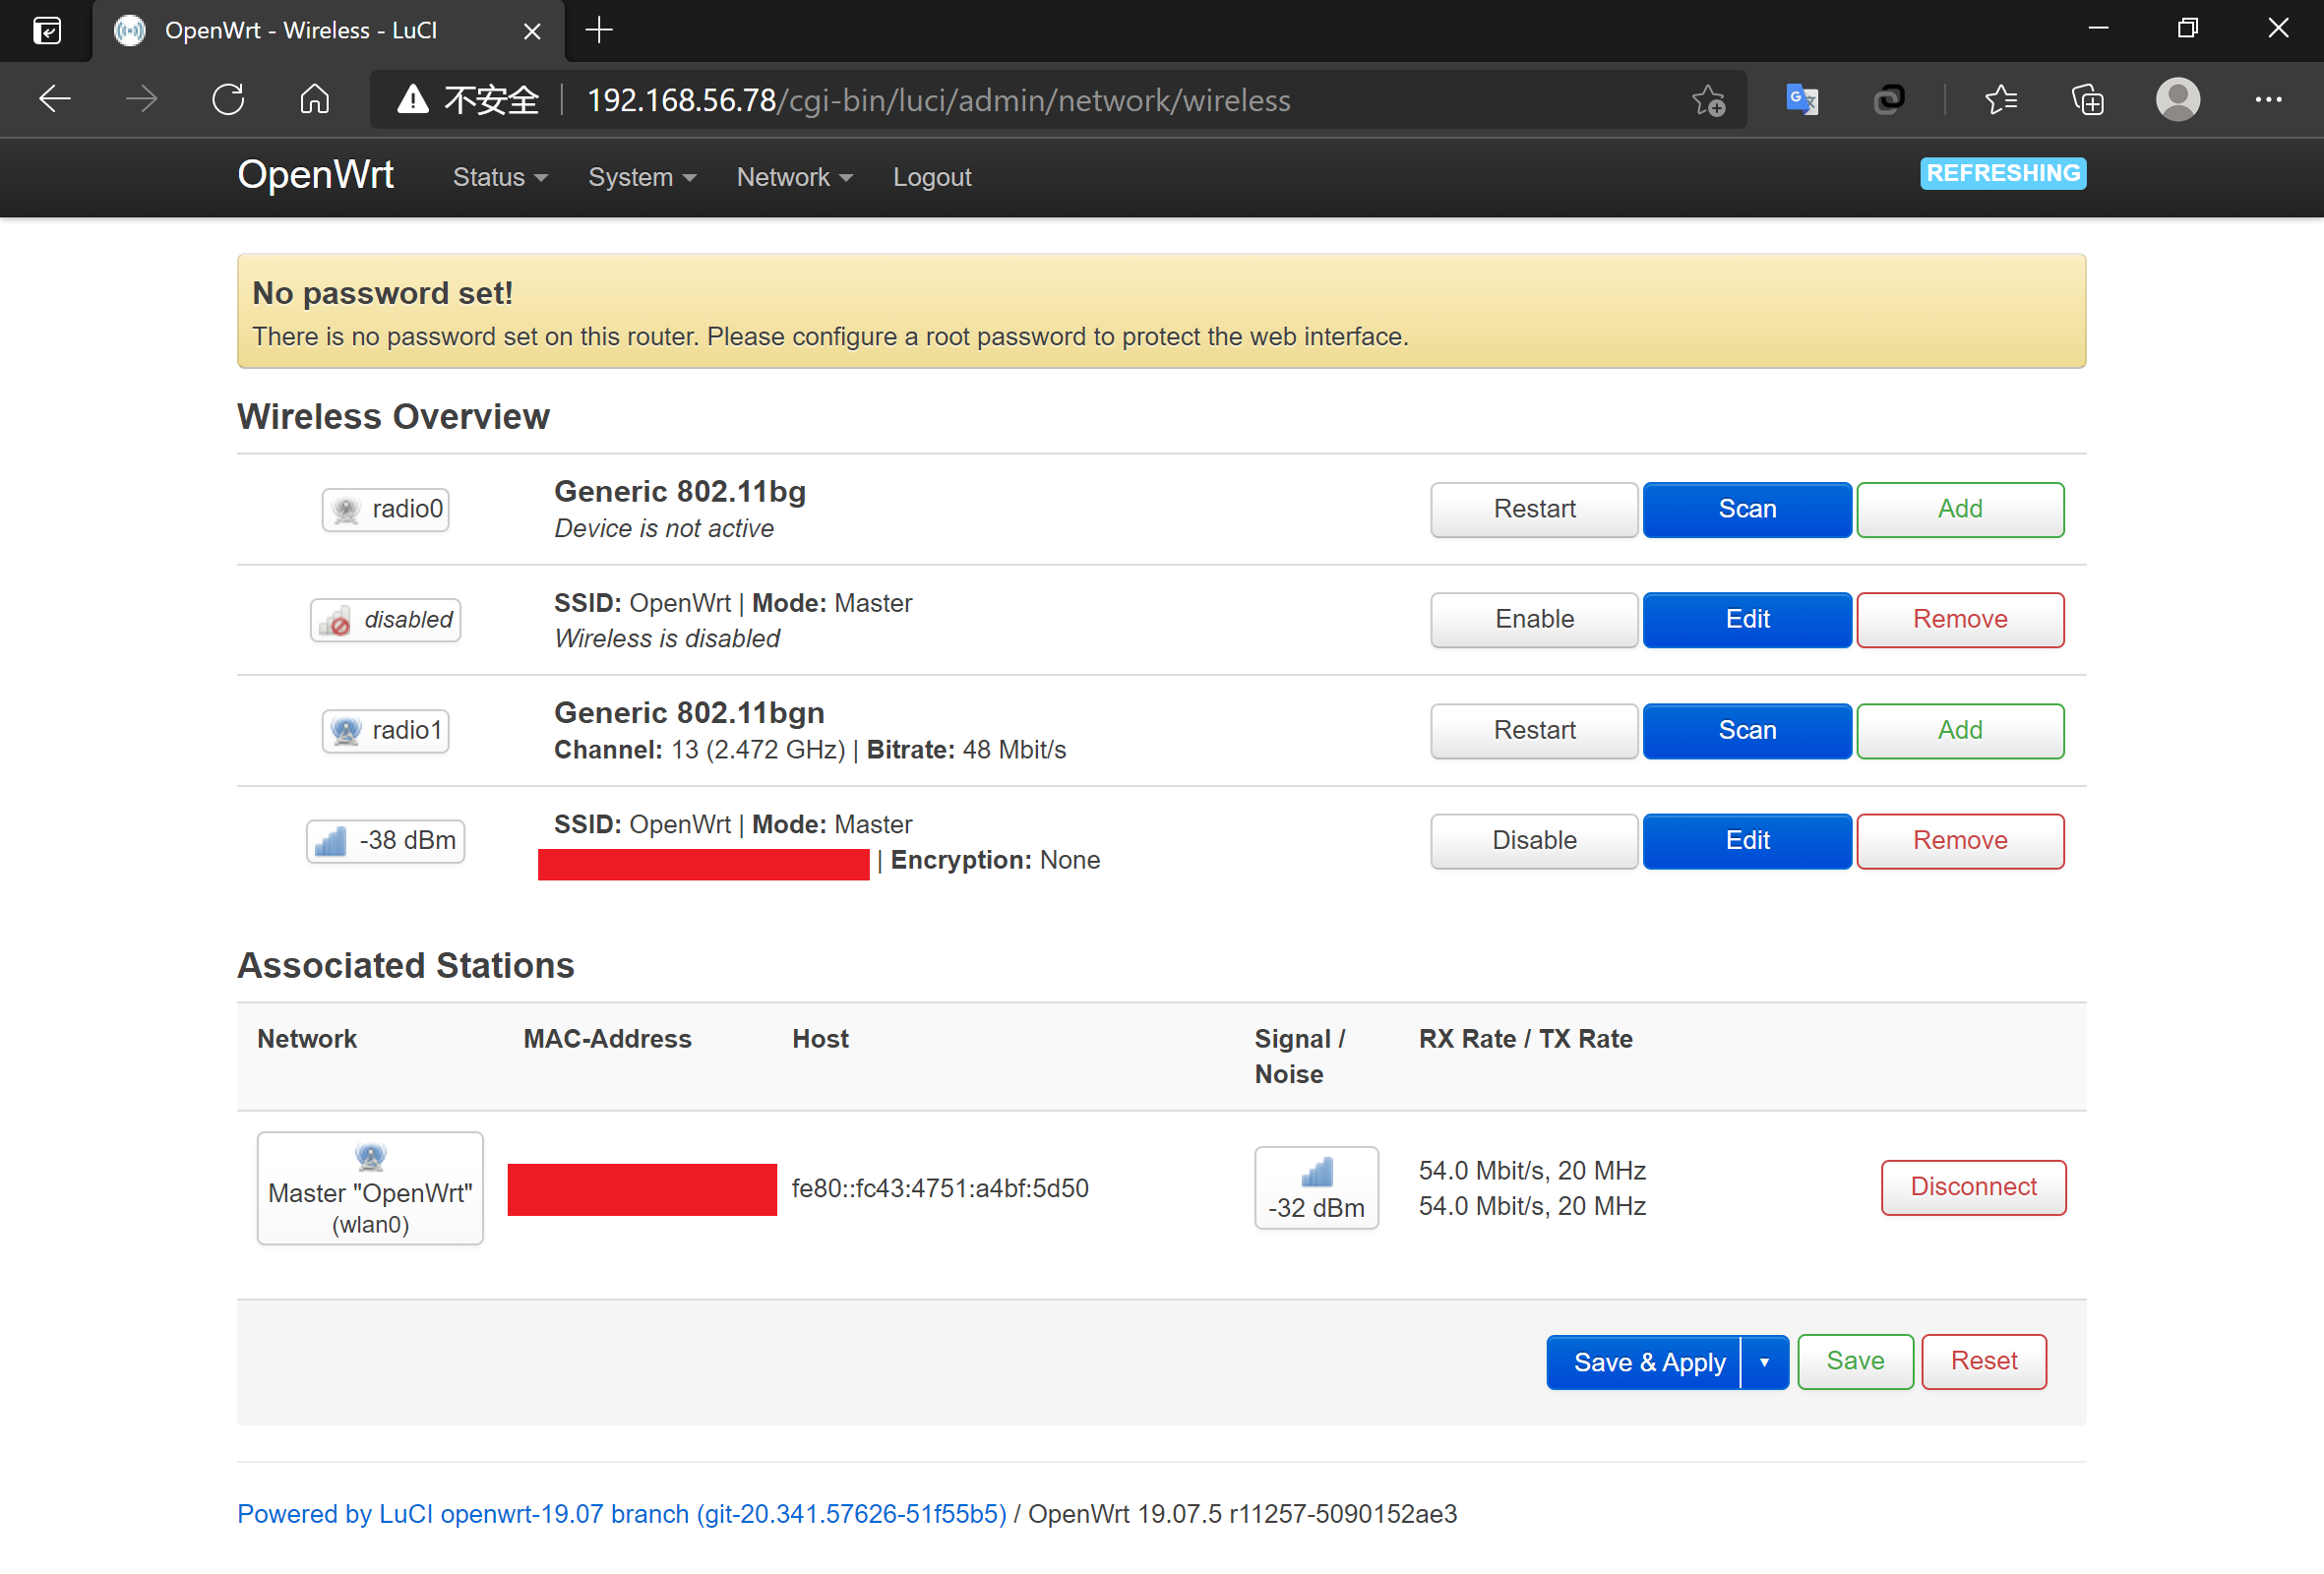 OpenWrt - Wireless - LuCI
不安全 192.168.56.78/cgi-bin/luci/admin/network/wireless
OpenWrt Status System Network Logout REFRESHING
No password set!
There is no password set on this router. Please configure a root password to protect the web interface.
Wireless Overview
radio0
Generic 802.11bg
Device is not active
Restart Scan Add
disabled
SSID: OpenWrt | Mode: Master
Wireless is disabled
Enable Edit Remove
radio1
Generic 802.11bgn
Channel: 13 (2.472 GHz) | Bitrate: 48 Mbit/s
Restart Scan Add
-38 dBm
SSID: OpenWrt | Mode: Master
| Encryption: None
Disable Edit Remove
Associated Stations
Network MAC-Address Host Signal / Noise RX Rate / TX Rate
Master "OpenWrt"
(wlan0)
fe80::fc43:4751:a4bf:5d50
-32 dBm
54.0 Mbit/s, 20 MHz
54.0 Mbit/s, 20 MHz
Disconnect
Save & Apply Save Reset
Powered by LuCI openwrt-19.07 branch (git-20.341.57626-51f55b5) / OpenWrt 19.07.5 r11257-5090152ae3